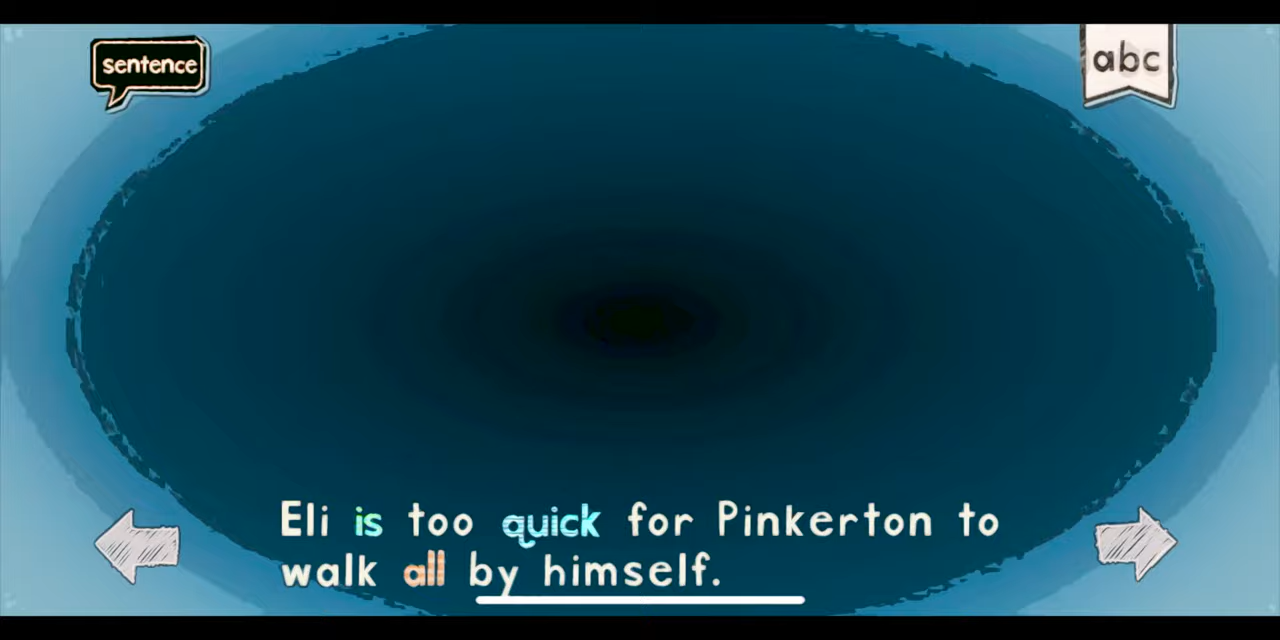 sentence
abc
Eli is too quick for Pinkerton to
walk all by himself.